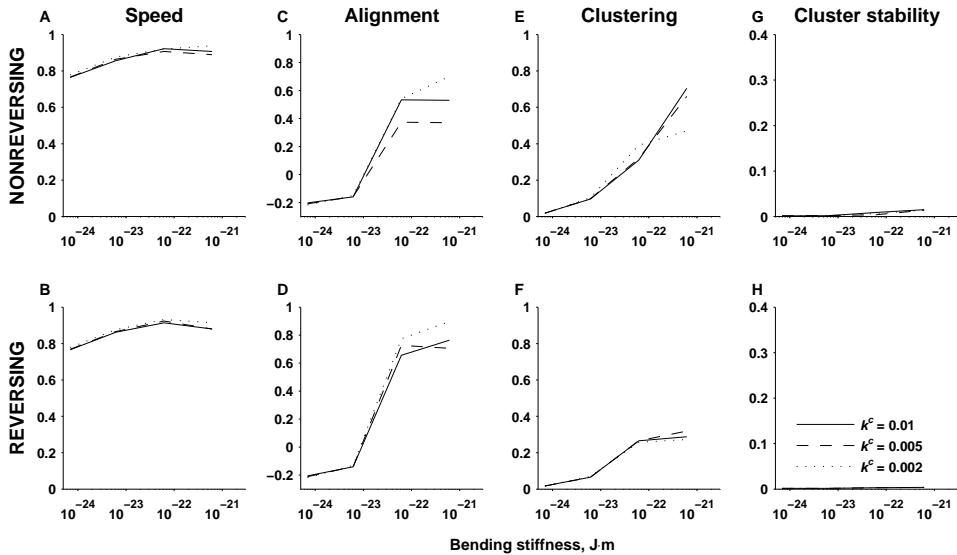 A Speed
C Alignment
E Clustering
G Cluster stability
NONREVERSING
1
0.8
0.6
0.4
0.2
0
10−24 10−23 10−22 10−21
1
0.8
0.6
0.4
0.2
0
−0.2
10−24 10−23 10−22 10−21
1
0.8
0.6
0.4
0.2
0
10−24 10−23 10−22 10−21
0.4
0.3
0.2
0.1
0
10−24 10−23 10−22 10−21
REVERSING
B
1
0.8
0.6
0.4
0.2
0
10−24 10−23 10−22 10−21
D
1
0.8
0.6
0.4
0.2
0
−0.2
10−24 10−23 10−22 10−21
F
1
0.8
0.6
0.4
0.2
0
10−24 10−23 10−22 10−21
H
0.4
0.3
0.2
0.1
0
10−24 10−23 10−22 10−21
kc = 0.01
kc = 0.005
kc = 0.002
Bending stiffness, J·m